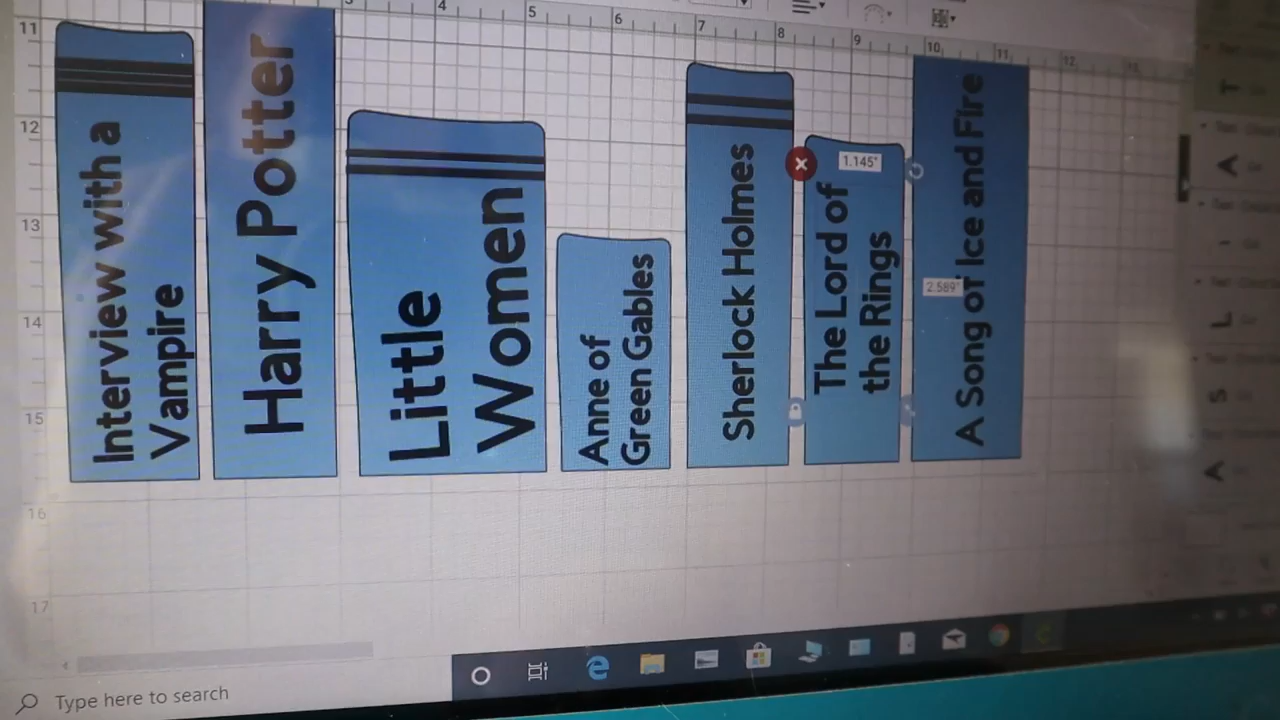 4
5
6
7
8
9
10
11
12
11
12
13
14
15
16
17
Interview with a
Vampire
Harry Potter
Little
Women
Anne of
Green Gables
Sherlock Holmes
The Lord of
the Rings
A Song of Ice and Fire
1.145"
2.589"
T
A
L
S
A
Type here to search